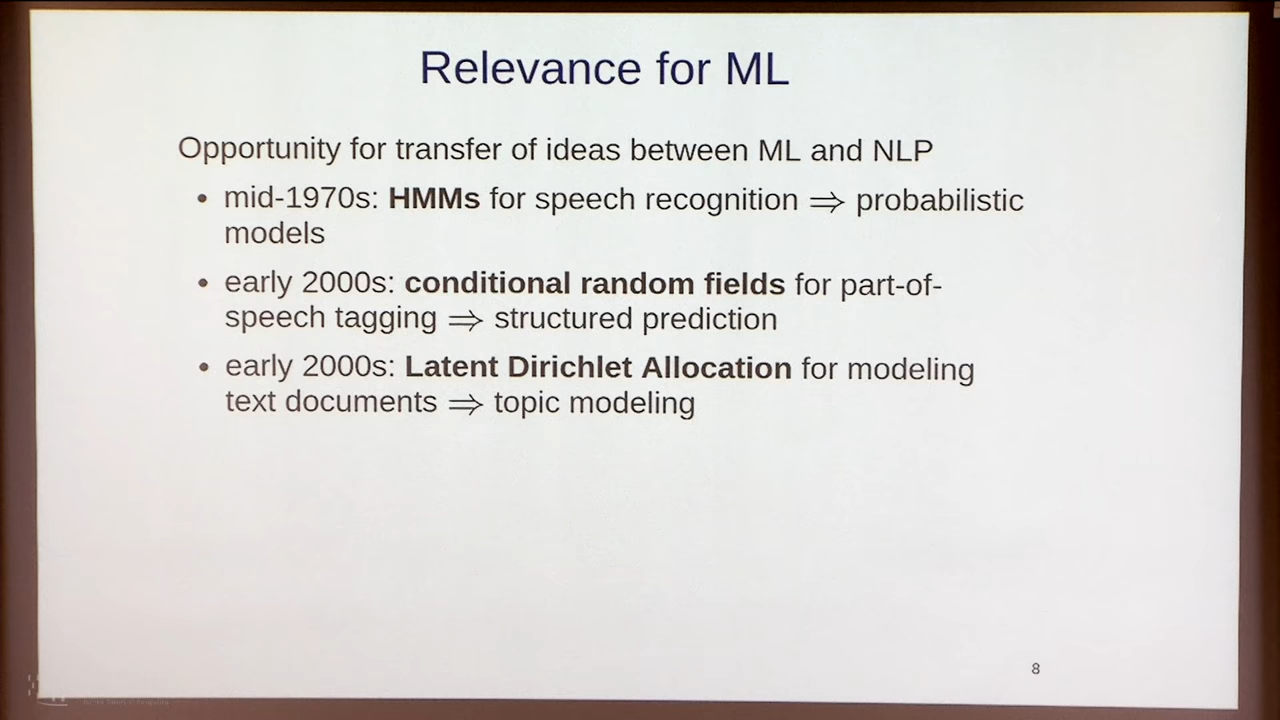 Relevance for ML
Opportunity for transfer of ideas between ML and NLP
• mid-1970s: HMMs for speech recognition ⇒ probabilistic
models
• early 2000s: conditional random fields for part-of-
speech tagging ⇒ structured prediction
• early 2000s: Latent Dirichlet Allocation for modeling
text documents ⇒ topic modeling
8